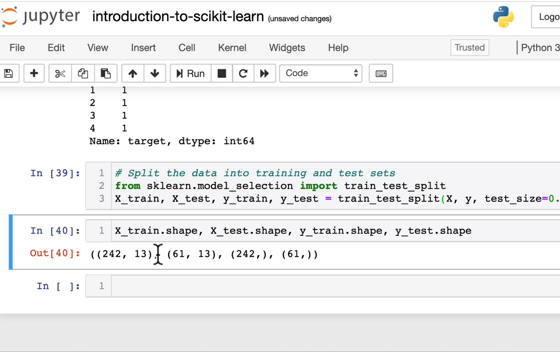 jupyter introduction-to-scikit-learn (unsaved changes)
Logo
File Edit View Insert Cell Kernel Widgets Help Trusted Python 3
Run Code
1 1
2 1
3 1
4 1
Name: target, dtype: int64
In [39]: 1 # Split the data into training and test sets
2 from sklearn.model_selection import train_test_split
3 X_train, X_test, y_train, y_test = train_test_split(X, y, test_size=0.
In [40]: 1 X_train.shape, X_test.shape, y_train.shape, y_test.shape
Out[40]: ((242, 13), (61, 13), (242,), (61,))
In [ ]: 1